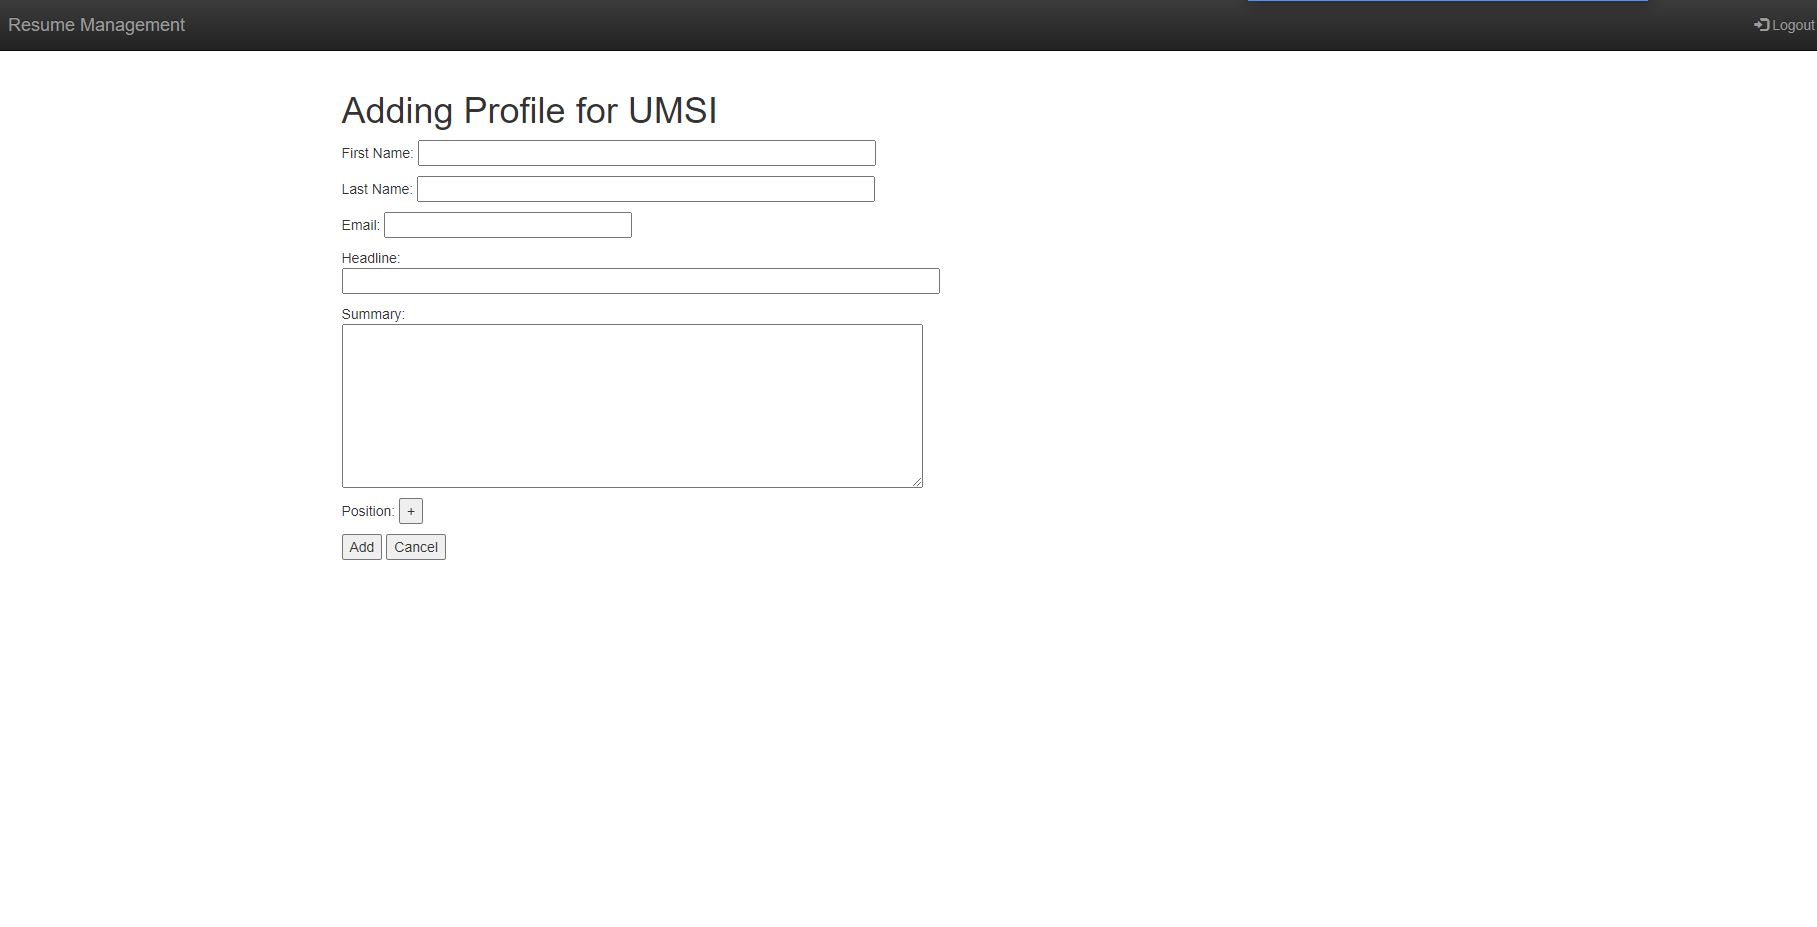 Resume Management
Logout
Adding Profile for UMSI
First Name:
Last Name:
Email:
Headline:
Summary:
Position: +
Add Cancel